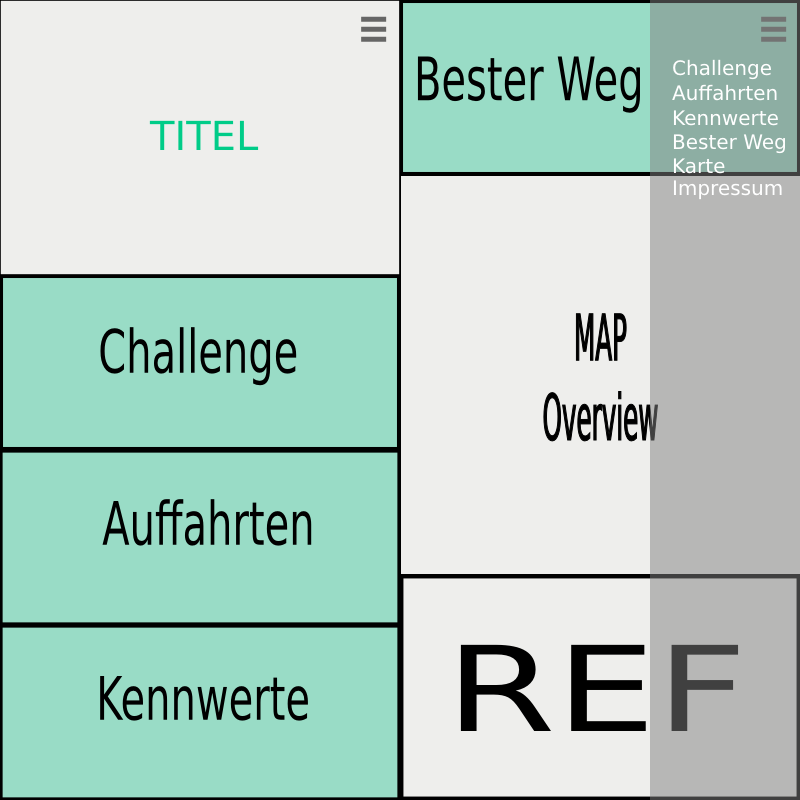 TITEL
Challenge
Auffahrten
Kennwerte
Bester Weg
Challenge
Auffahrten
Kennwerte
Bester Weg
Karte
Impressum
MAP
Overview
REF